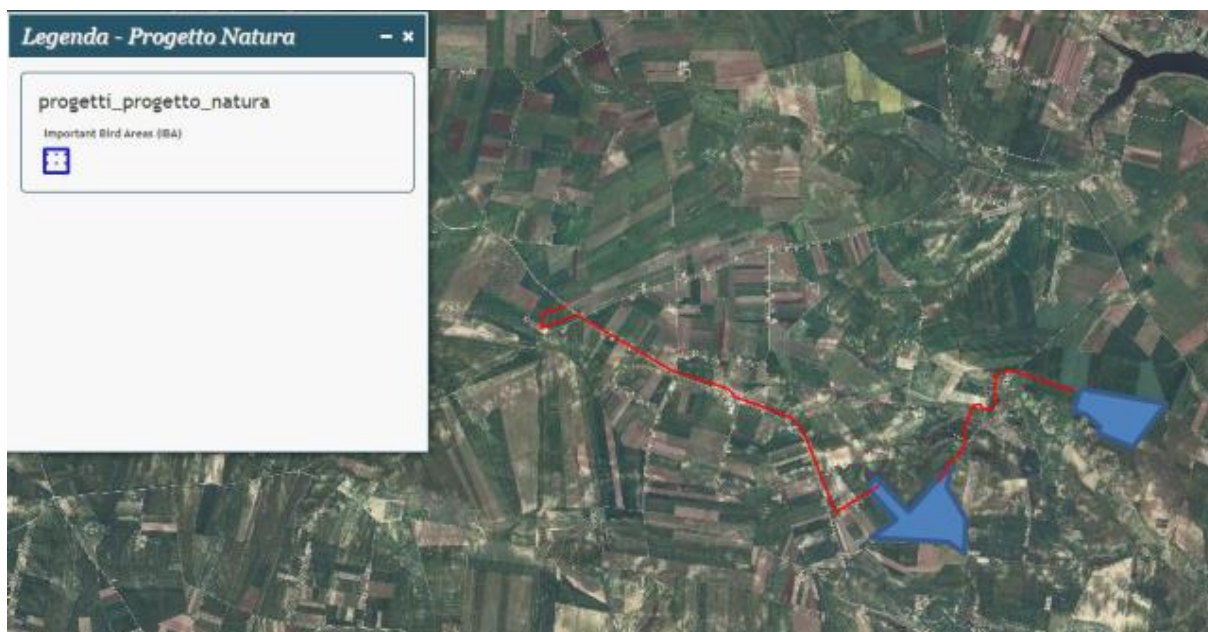 Legenda - Progetto Natura
progetti_progetto_natura
Important Bird Areas (IBA)